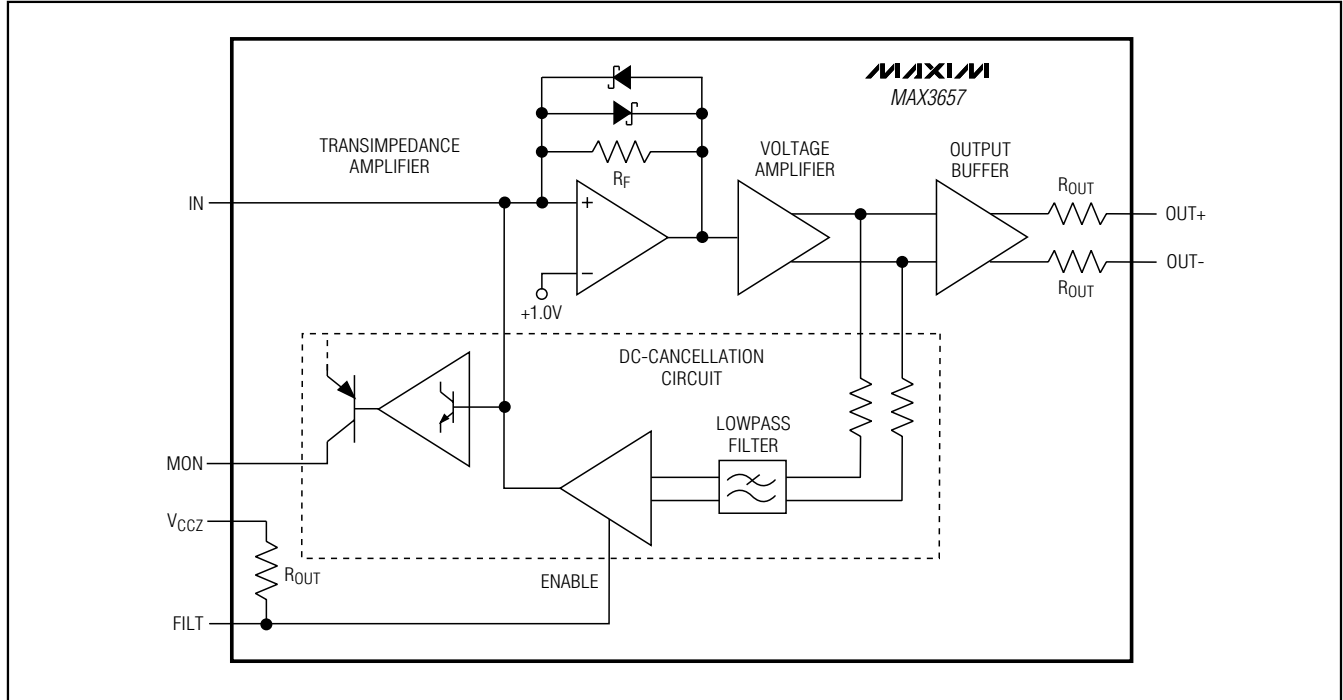 MAXIM
MAX3657
TRANSIMPEDANCE
AMPLIFIER
VOLTAGE
AMPLIFIER
OUTPUT
BUFFER
RF
ROUT
IN
+
OUT+
−
OUT-
ROUT
+1.0V
DC-CANCELLATION
CIRCUIT
LOWPASS
FILTER
MON
VCCZ
ROUT
ENABLE
FILT